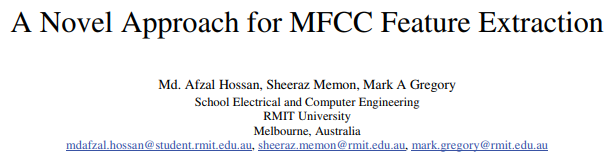 A Novel Approach for MFCC Feature Extraction
Md. Afzal Hossan, Sheeraz Memon, Mark A Gregory
School Electrical and Computer Engineering
RMIT University
Melbourne, Australia
mdafzal.hossan@student.rmit.edu.au, sheeraz.memon@rmit.edu.au, mark.gregory@rmit.edu.au